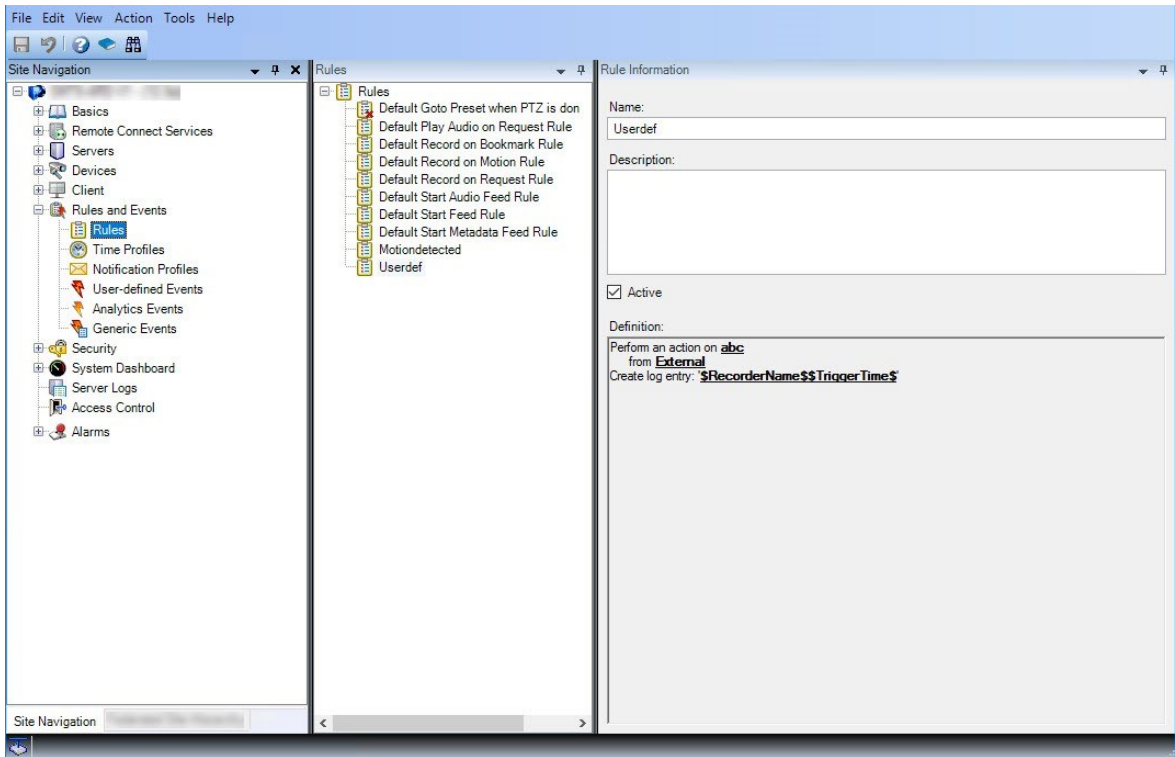 File Edit View Action Tools Help
Site Navigation
Basics
Remote Connect Services
Servers
Devices
Client
Rules and Events
Rules
Time Profiles
Notification Profiles
User-defined Events
Analytics Events
Generic Events
Security
System Dashboard
Server Logs
Access Control
Alarms
Site Navigation
Rules
Rules
Default Goto Preset when PTZ is don
Default Play Audio on Request Rule
Default Record on Bookmark Rule
Default Record on Motion Rule
Default Record on Request Rule
Default Start Audio Feed Rule
Default Start Feed Rule
Default Start Metadata Feed Rule
Motiondetected
Userdef
Rule Information
Name:
Userdef
Description:
Active
Definition:
Perform an action on abc
from External
Create log entry: '$RecorderName$$TriggerTime$'